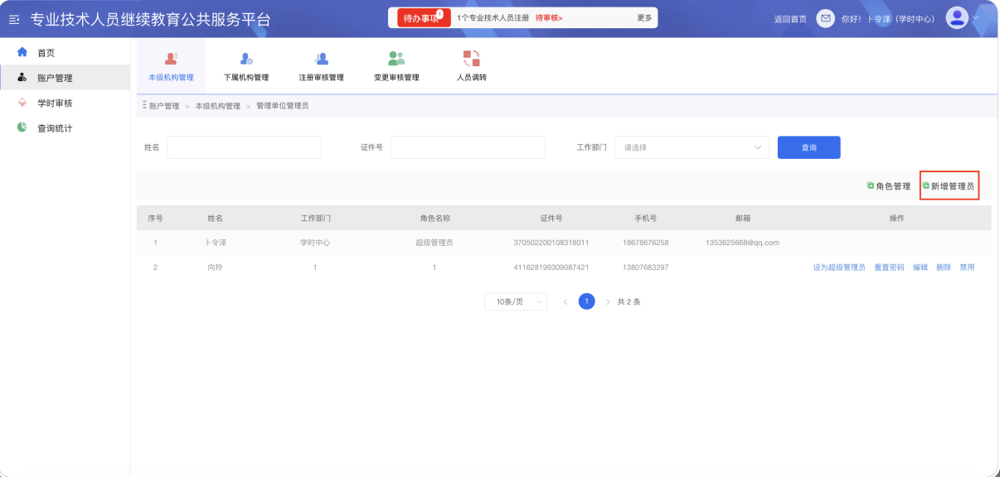 专业技术人员继续教育公共服务平台 待办事项 1 1个专业技术人员注册 待审核> 更多 返回首页 你好！卜令泽（学时中心）
首页
账户管理
学时审核
查询统计
本级机构管理 下属机构管理 注册审核管理 变更审核管理 人员调转
账户管理 > 本级机构管理 > 管理单位管理员
姓名 证件号 工作部门 请选择 查询
角色管理 新增管理员
序号 姓名 工作部门 角色名称 证件号 手机号 邮箱 操作
1 卜令泽 学时中心 超级管理员 370502200108318011 18678676258 1353625668@qq.com
2 向玲 1 1 411628199309087421 13807683297 设为超级管理员 重置密码 编辑 删除 禁用
10条/页 < 1 > 共 2 条